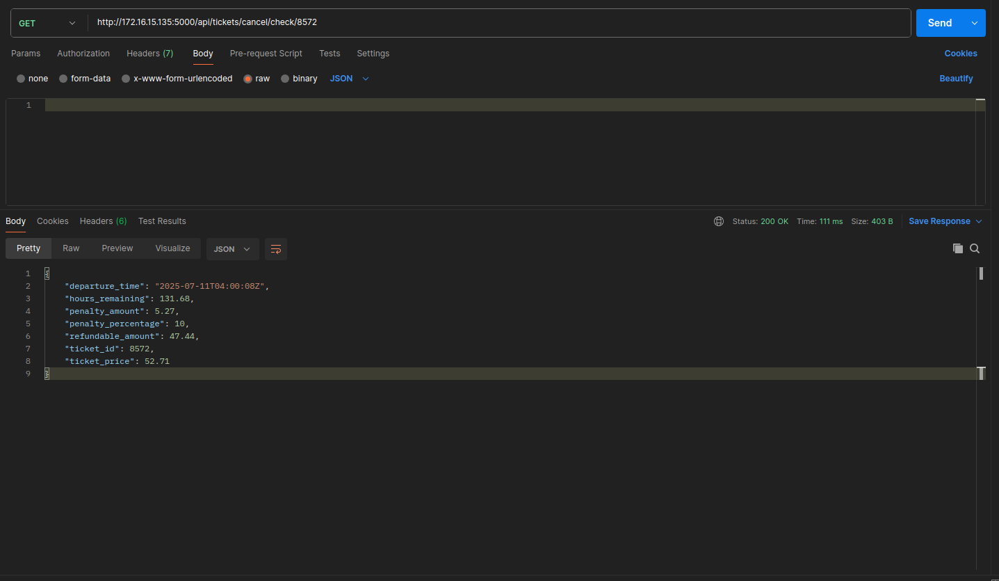 GET http://172.16.15.135:5000/api/tickets/cancel/check/8572 Send
Params Authorization Headers (7) Body Pre-request Script Tests Settings Cookies
none form-data x-www-form-urlencoded raw binary JSON Beautify
1
Body Cookies Headers (6) Test Results Status: 200 OK Time: 111 ms Size: 403 B Save Response
Pretty Raw Preview Visualize JSON
1 {
2 "departure_time": "2025-07-11T04:00:08Z",
3 "hours_remaining": 131.68,
4 "penalty_amount": 5.27,
5 "penalty_percentage": 10,
6 "refundable_amount": 47.44,
7 "ticket_id": 8572,
8 "ticket_price": 52.71
9 }